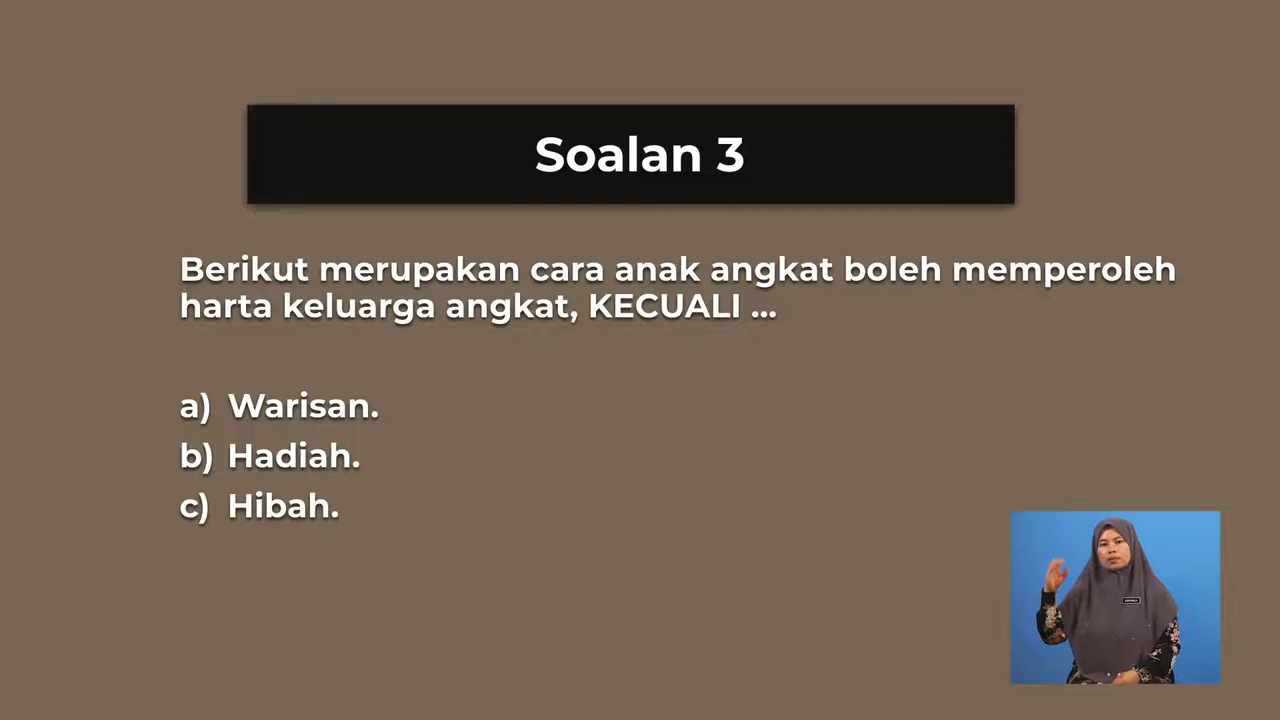 Soalan 3
Berikut merupakan cara anak angkat boleh memperoleh
harta keluarga angkat, KECUALI ...
a) Warisan.
b) Hadiah.
c) Hibah.